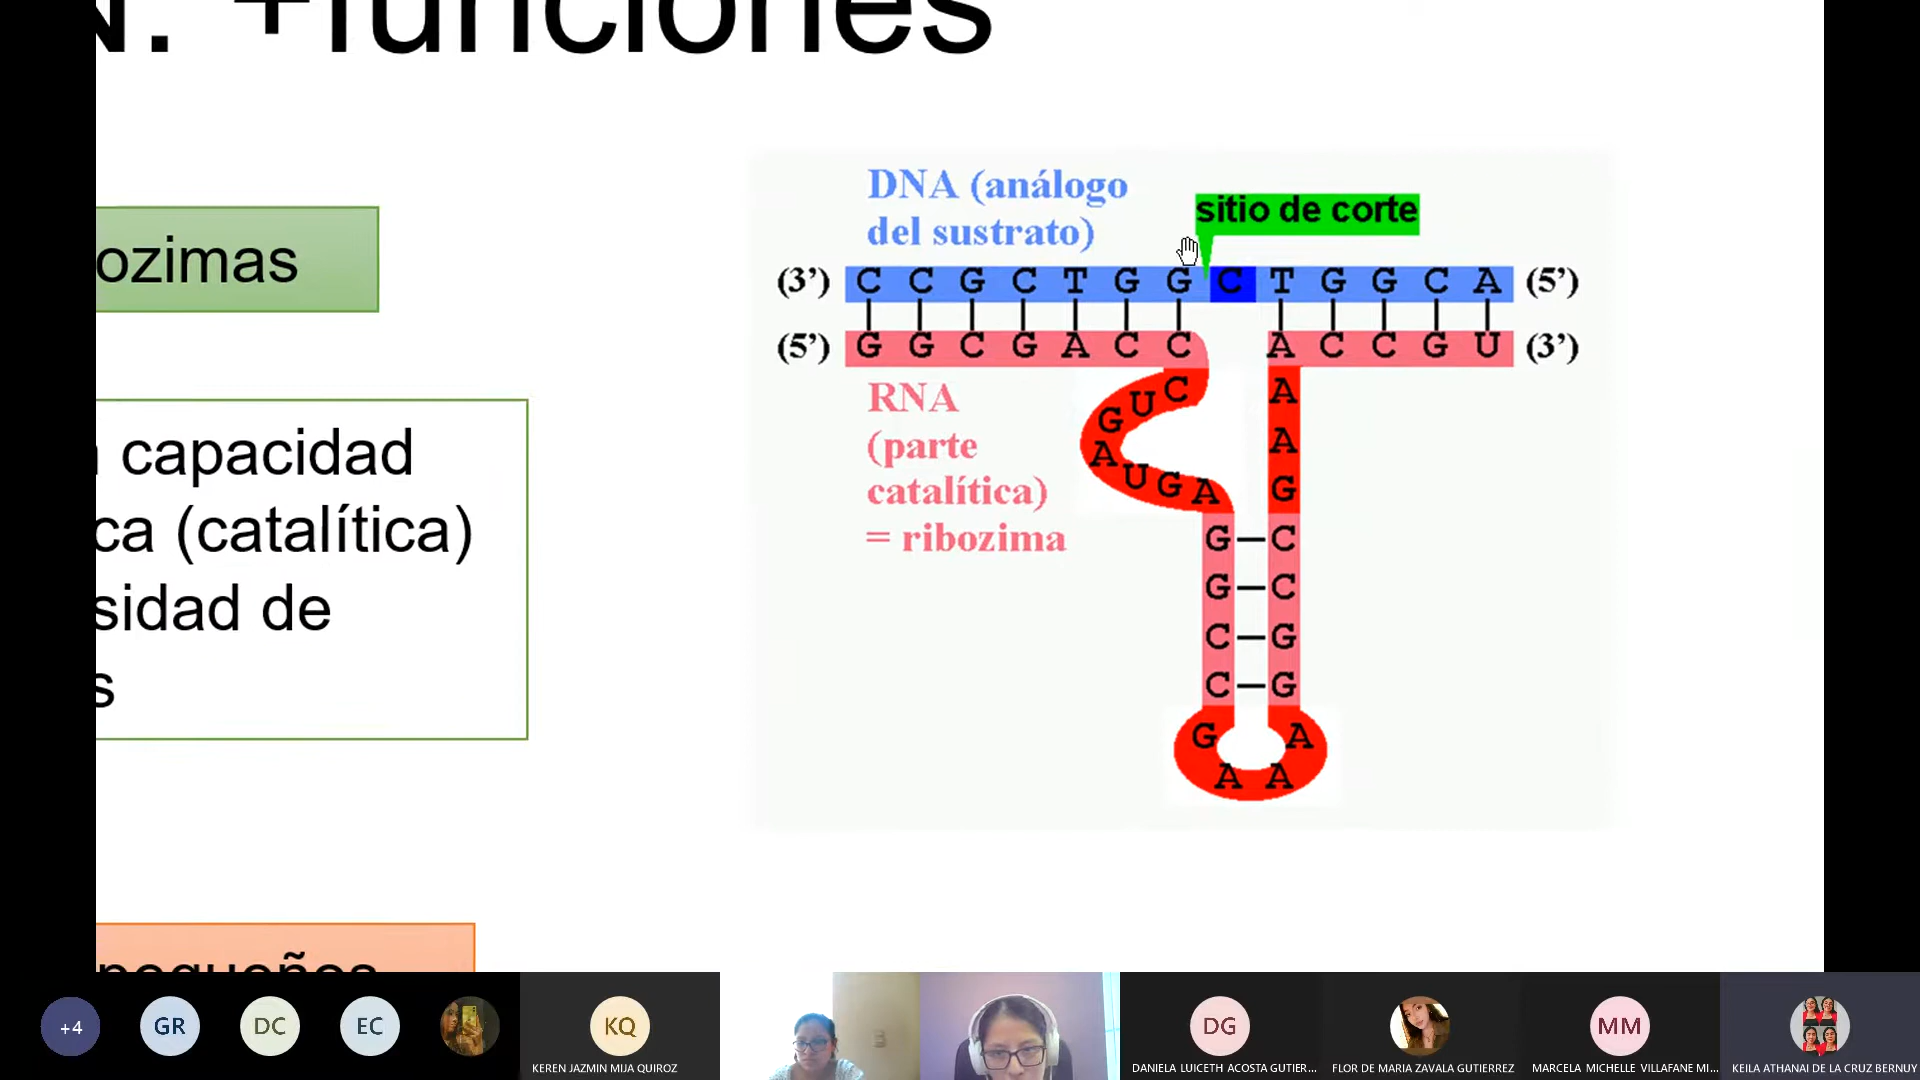 N. +funciones
ozimas
capacidad
ca (catalítica)
sidad de
s
pequeños
DNA (análogo
del sustrato)
sitio de corte
(3’) C C G C T G G C T G G C A (5’)
(5’) G G C G A C C A C C G U (3’)
RNA
(parte
catalítica)
= ribozima
C A
U
G
A A
U G A G
G C
G C
C G
C G
G A
A A
+4 GR DC EC KQ DG MM
KEREN JAZMIN MIJA QUIROZ
DANIELA LUICETH ACOSTA GUTIER...
FLOR DE MARIA ZAVALA GUTIERREZ
MARCELA MICHELLE VILLAFANE MI...
KEILA ATHANAI DE LA CRUZ BERNUY